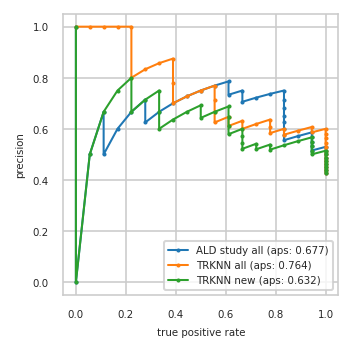 1.0
0.8
0.6
0.4
0.2
0.0
precision
ALD study all (aps: 0.677)
TRKNN all (aps: 0.764)
TRKNN new (aps: 0.632)
0.0 0.2 0.4 0.6 0.8 1.0
true positive rate